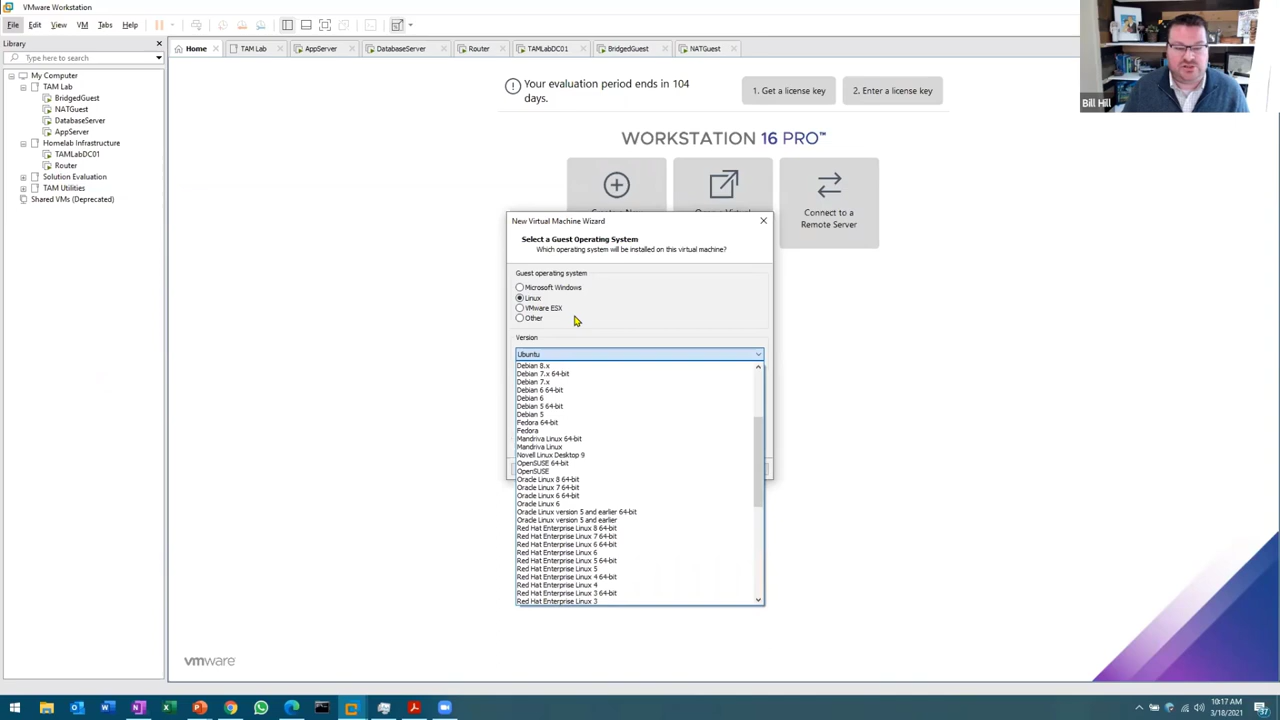 VMware Workstation
File Edit View VM Tabs Help
Library
Type here to search
My Computer
TAM Lab
BridgedGuest
NATGuest
DatabaseServer
AppServer
Homelab Infrastructure
TAMLabDC01
Router
Solution Evaluation
TAM Utilities
Shared VMs (Deprecated)
Home
TAM Lab
AppServer
DatabaseServer
Router
TAMLabDC01
BridgedGuest
NATGuest
Bill Hill
Your evaluation period ends in 104
days.
1. Get a license key
2. Enter a license key
WORKSTATION 16 PRO™
Connect to a
Remote Server
New Virtual Machine Wizard
Select a Guest Operating System
Which operating system will be installed on this virtual machine?
Guest operating system
Microsoft Windows
Linux
VMware ESX
Other
Version
Ubuntu
Debian 8.x
Debian 7.x 64-bit
Debian 7.x
Debian 6 64-bit
Debian 6
Debian 5 64-bit
Debian 5
Fedora 64-bit
Fedora
Mandriva Linux 64-bit
Mandriva Linux
Novell Linux Desktop 9
OpenSUSE 64-bit
OpenSUSE
Oracle Linux 8 64-bit
Oracle Linux 7 64-bit
Oracle Linux 6 64-bit
Oracle Linux 6
Oracle Linux version 5 and earlier 64-bit
Oracle Linux version 5 and earlier
Red Hat Enterprise Linux 8 64-bit
Red Hat Enterprise Linux 7 64-bit
Red Hat Enterprise Linux 6 64-bit
Red Hat Enterprise Linux 6
Red Hat Enterprise Linux 5 64-bit
Red Hat Enterprise Linux 5
Red Hat Enterprise Linux 4 64-bit
Red Hat Enterprise Linux 4
Red Hat Enterprise Linux 3 64-bit
Red Hat Enterprise Linux 3
vmware
10:17 AM
3/18/2021
37